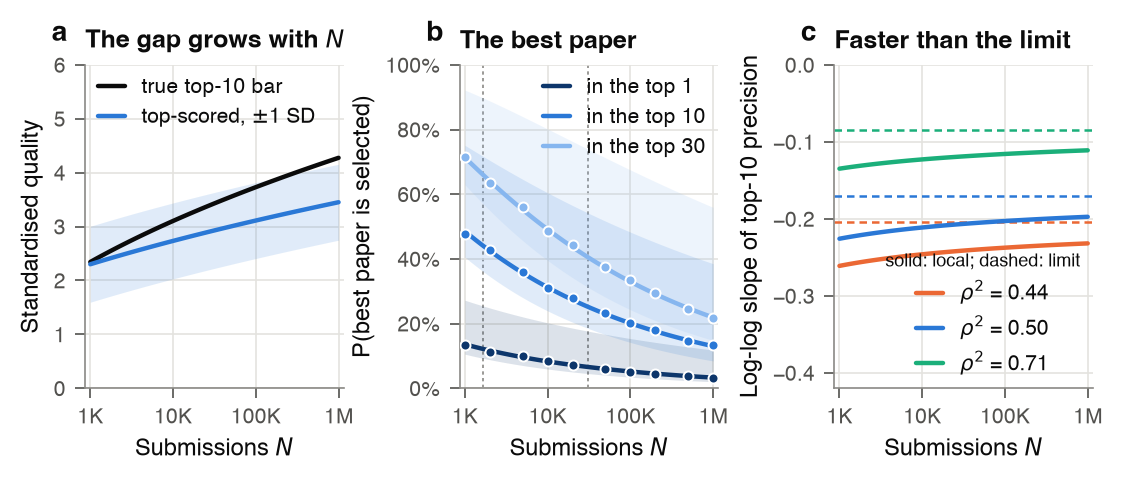 a The gap grows with N
Standardised quality
6
5
4
3
2
1
0
true top-10 bar
top-scored, ±1 SD
1K 10K 100K 1M
Submissions N
b The best paper
P(best paper is selected)
100%
80%
60%
40%
20%
0%
in the top 1
in the top 10
in the top 30
1K 10K 100K 1M
Submissions N
c Faster than the limit
Log-log slope of top-10 precision
0.0
−0.1
−0.2
−0.3
−0.4
solid: local; dashed: limit
ρ² = 0.44
ρ² = 0.50
ρ² = 0.71
1K 10K 100K 1M
Submissions N